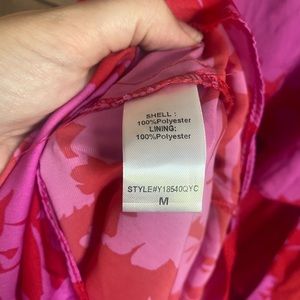 SHELL :
100%Polyester
LINING:
100%Polyester
STYLE#Y18540QYC
M